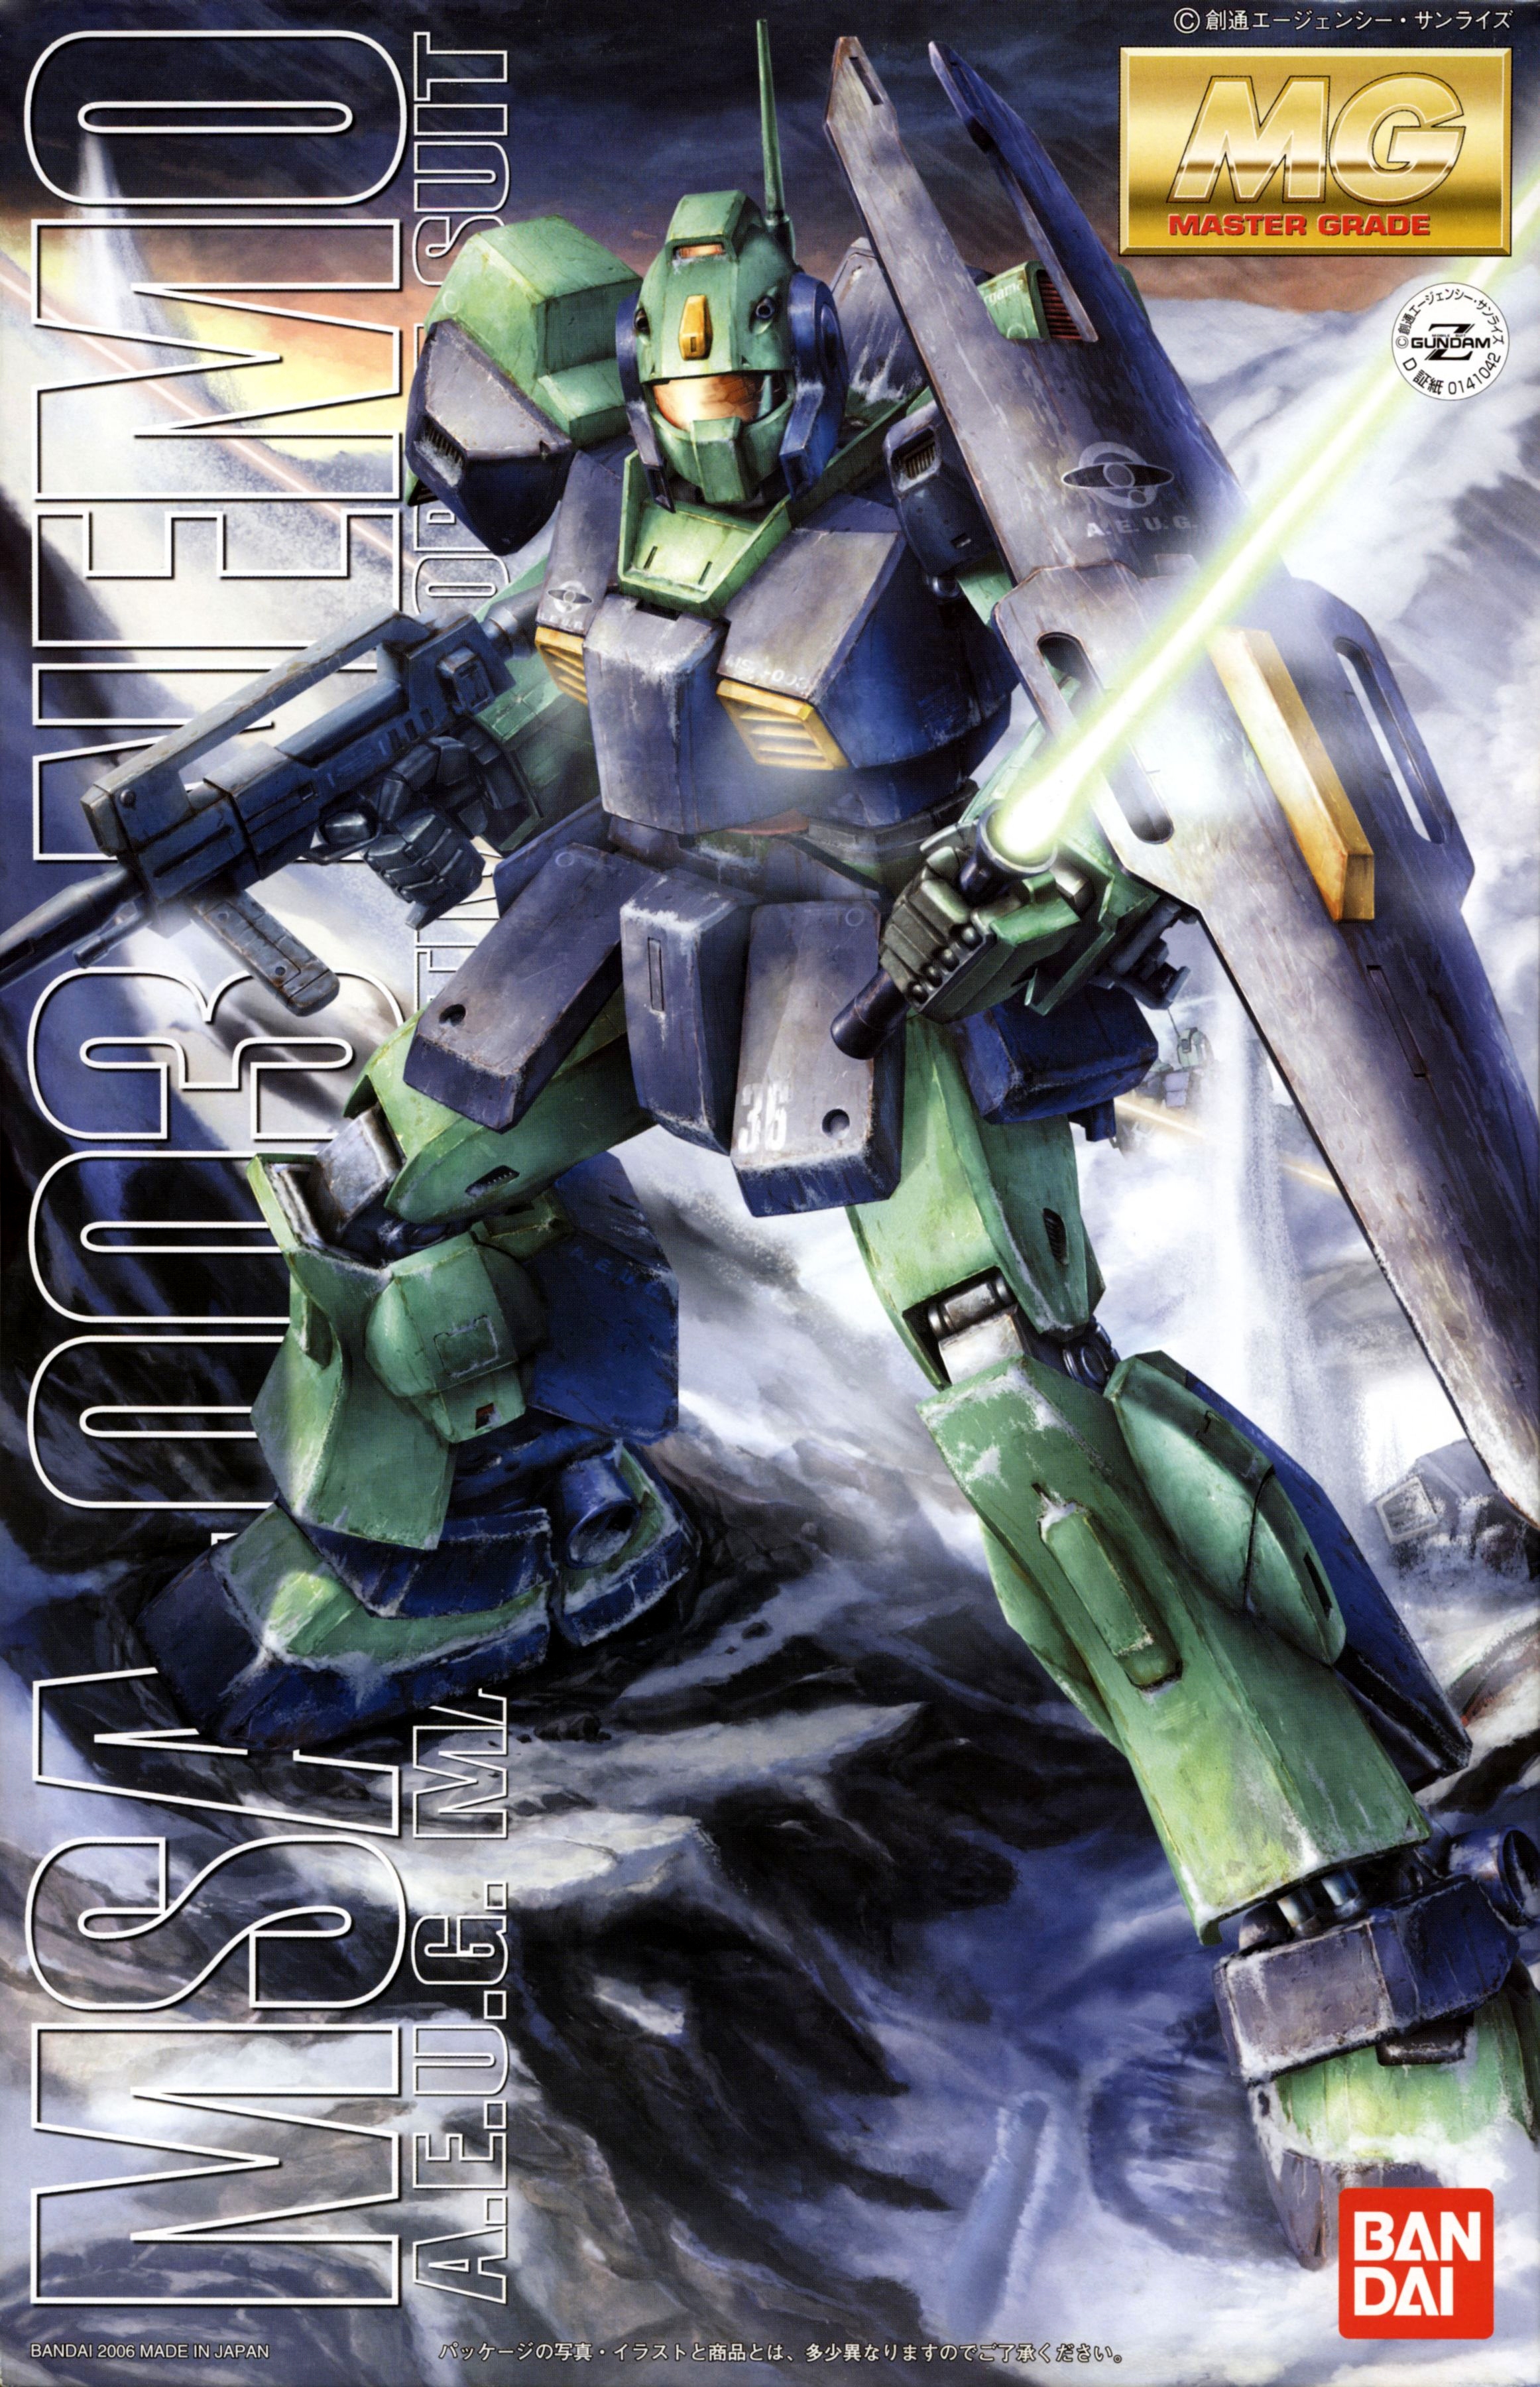 ©創通エージェンシー・サンライズ
MG
MASTER GRADE
©創通エージェンシー・サンライズ
Z
GUNDAM
D 証紙 0141042
NEMO
003
MSA
SUIT
A.E.U.G.
A.E.U.G.
36
BAN
DAI
BANDAI 2006 MADE IN JAPAN
パッケージの写真・イラストと商品とは、多少異なりますのでご了承ください。